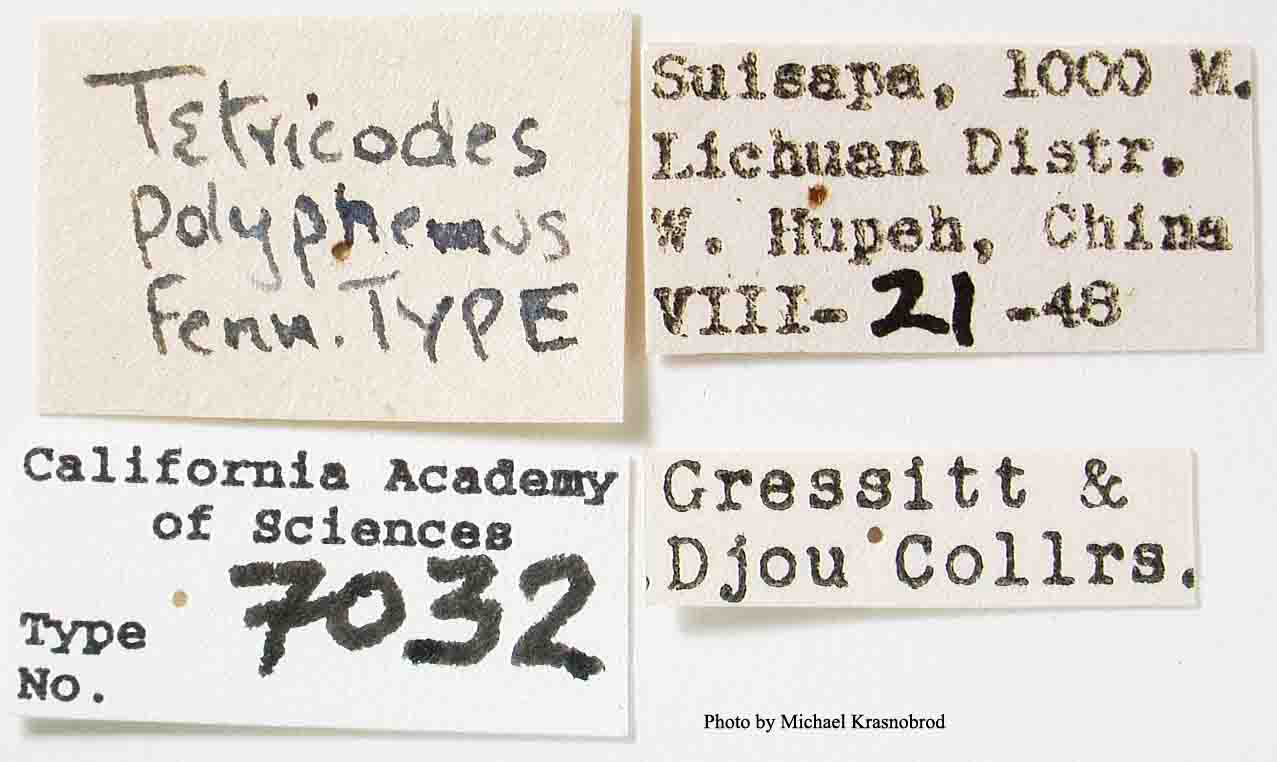 Tetricodes
polyphemus
Fenn. TYPE
Suisapa, 1000 M.
Lichuan Distr.
W. Hupeh, China
VIII-21-48
California Academy
of Sciences
Type
No. 7032
Gressitt &
Djou Collrs.
Photo by Michael Krasnobrod